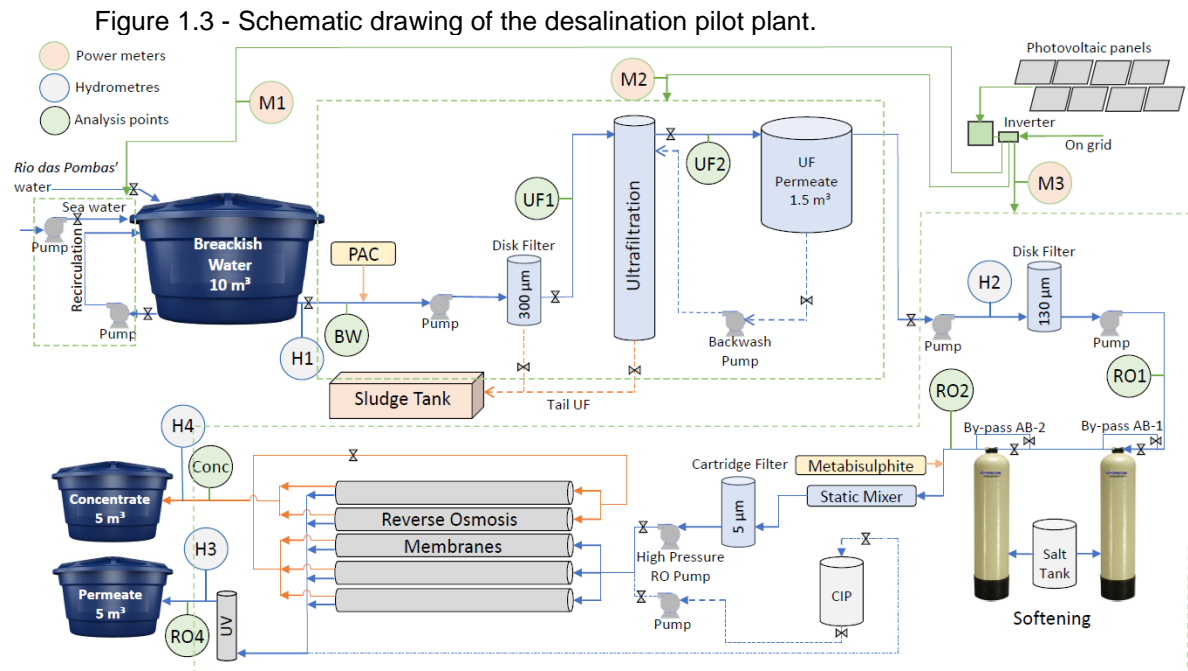 Figure 1.3 - Schematic drawing of the desalination pilot plant.
Power meters
Hydrometres
Analysis points
M1
M2
Photovoltaic panels
Inverter
On grid
M3
Rio das Pombas'
water
Sea water
Pump
Recirculation
Pump
Breackish
Water
10 m³
H1
BW
PAC
Pump
Disk Filter
300 µm
UF1
Ultrafiltration
UF2
UF
Permeate
1.5 m³
Backwash
Pump
Sludge Tank
Tail UF
Pump
H2
Disk Filter
130 µm
Pump
RO1
RO2
By-pass AB-2
By-pass AB-1
Salt
Tank
Softening
Metabisulphite
Static Mixer
Cartridge Filter
5 µm
High Pressure
RO Pump
Pump
CIP
Reverse Osmosis
Membranes
H4
Conc
Concentrate
5 m³
H3
Permeate
5 m³
RO4
UV